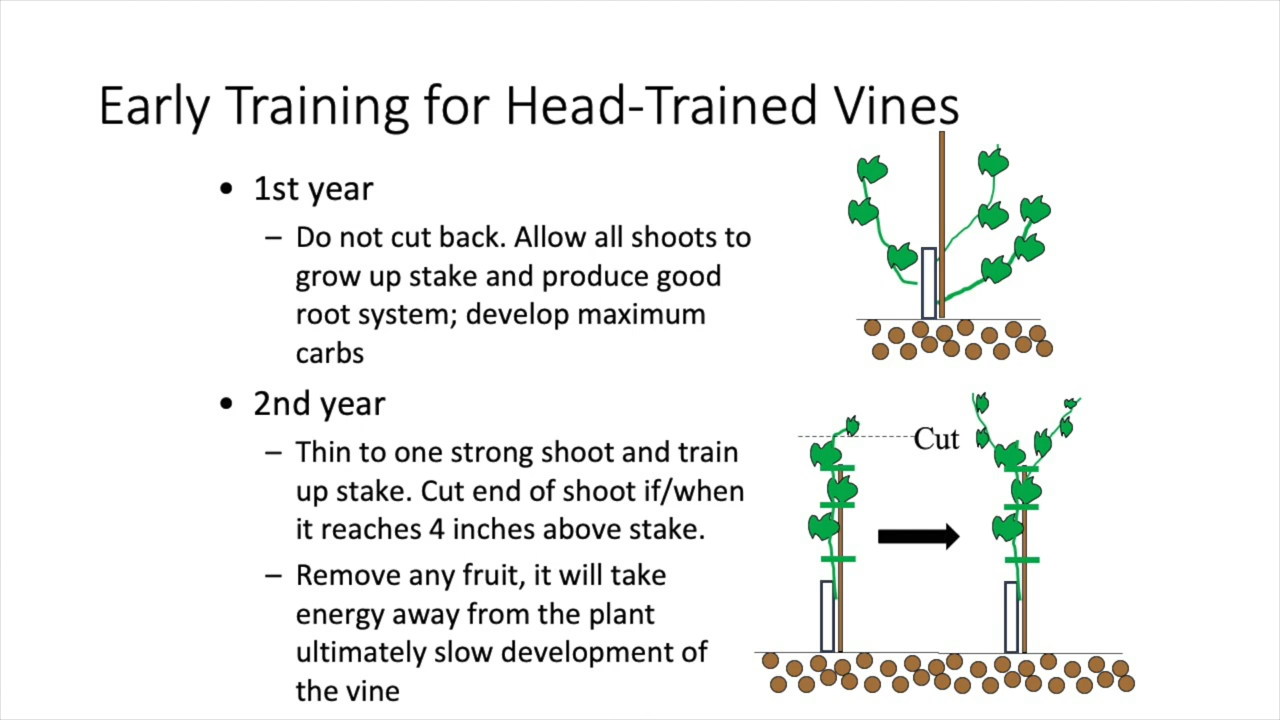 Early Training for Head-Trained Vines
• 1st year
– Do not cut back. Allow all shoots to
grow up stake and produce good
root system; develop maximum
carbs
• 2nd year
– Thin to one strong shoot and train
up stake. Cut end of shoot if/when
it reaches 4 inches above stake.
– Remove any fruit, it will take
energy away from the plant
ultimately slow development of
the vine
Cut